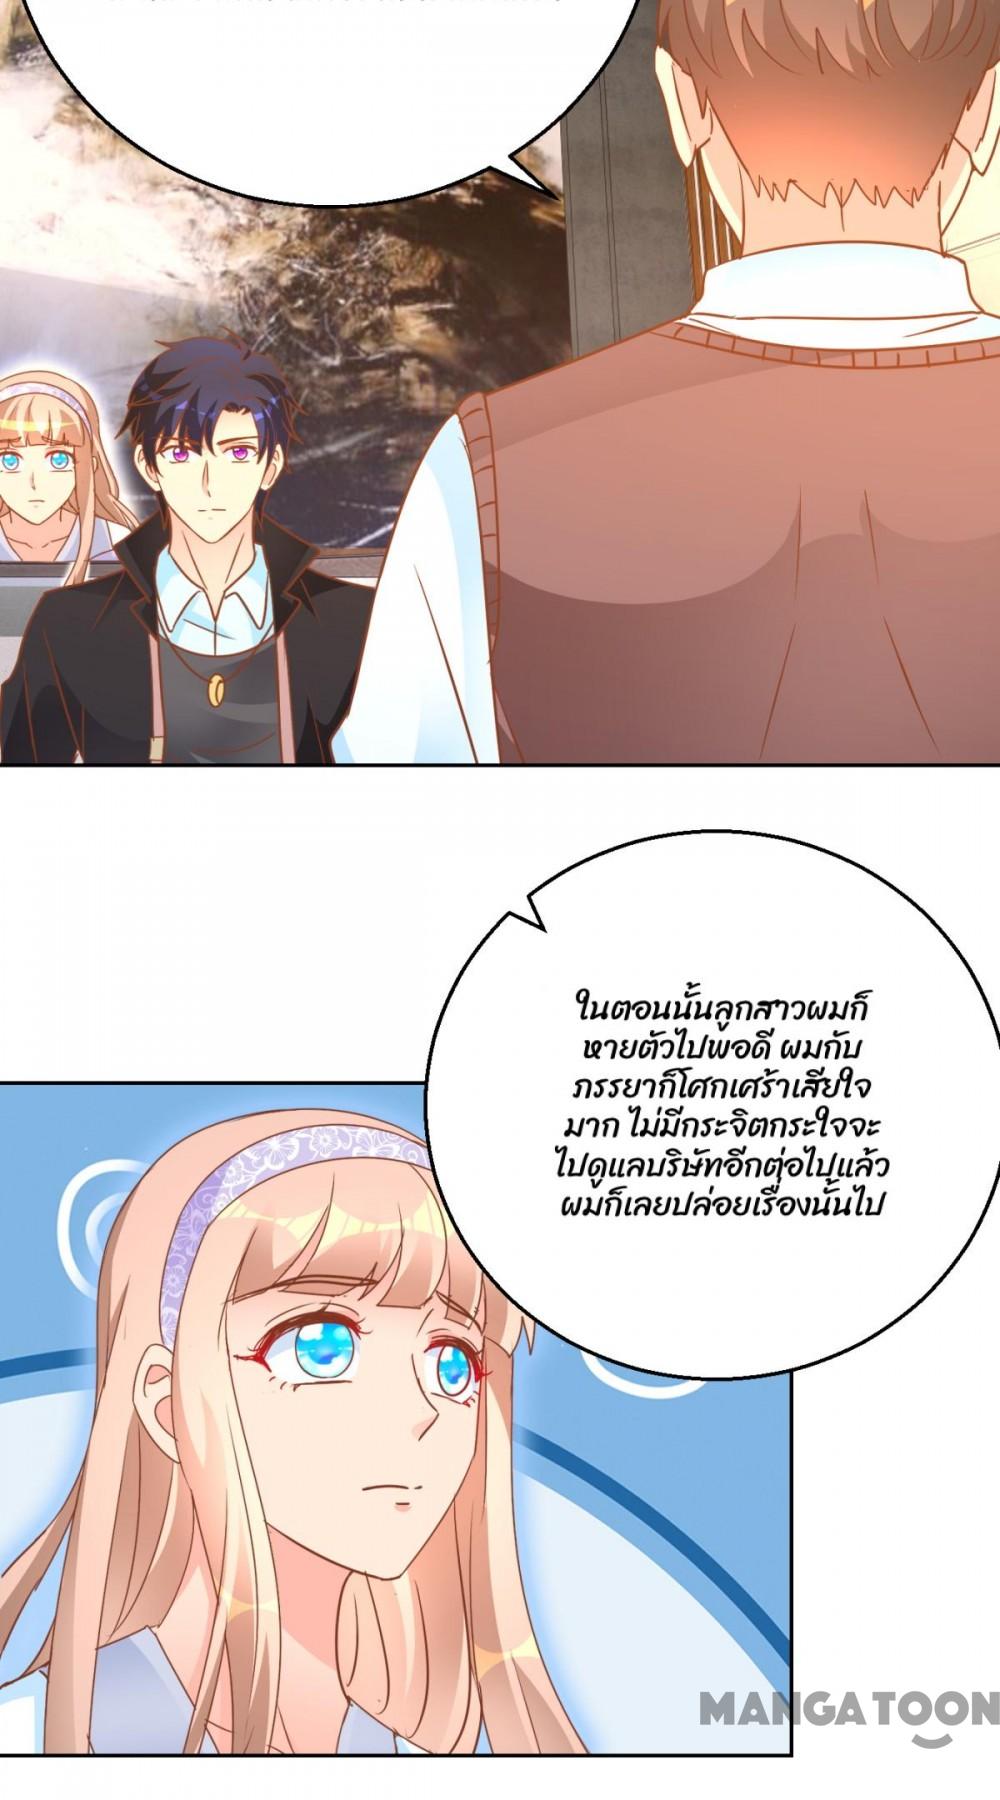 ในตอนนั้นลูกสาวผมก็
หายตัวไปพอดี ผมกับ
ภรรยาก็โศกเศร้าเสียใจ
มาก ไม่มีกระจิตกระใจจะ
ไปดูแลบริษัทอีกต่อไปแล้ว
ผมก็เลยปล่อยเรื่องนั้นไป
MANGATOON